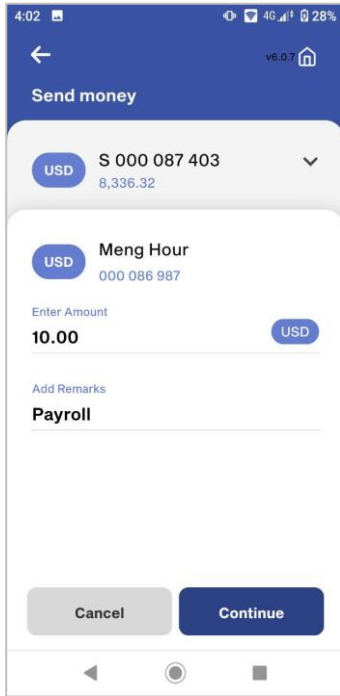 4:02 4G 28%
v6.0.7
Send money
USD S 000 087 403
8,336.32
USD Meng Hour
000 086 987
Enter Amount
10.00 USD
Add Remarks
Payroll
Cancel Continue